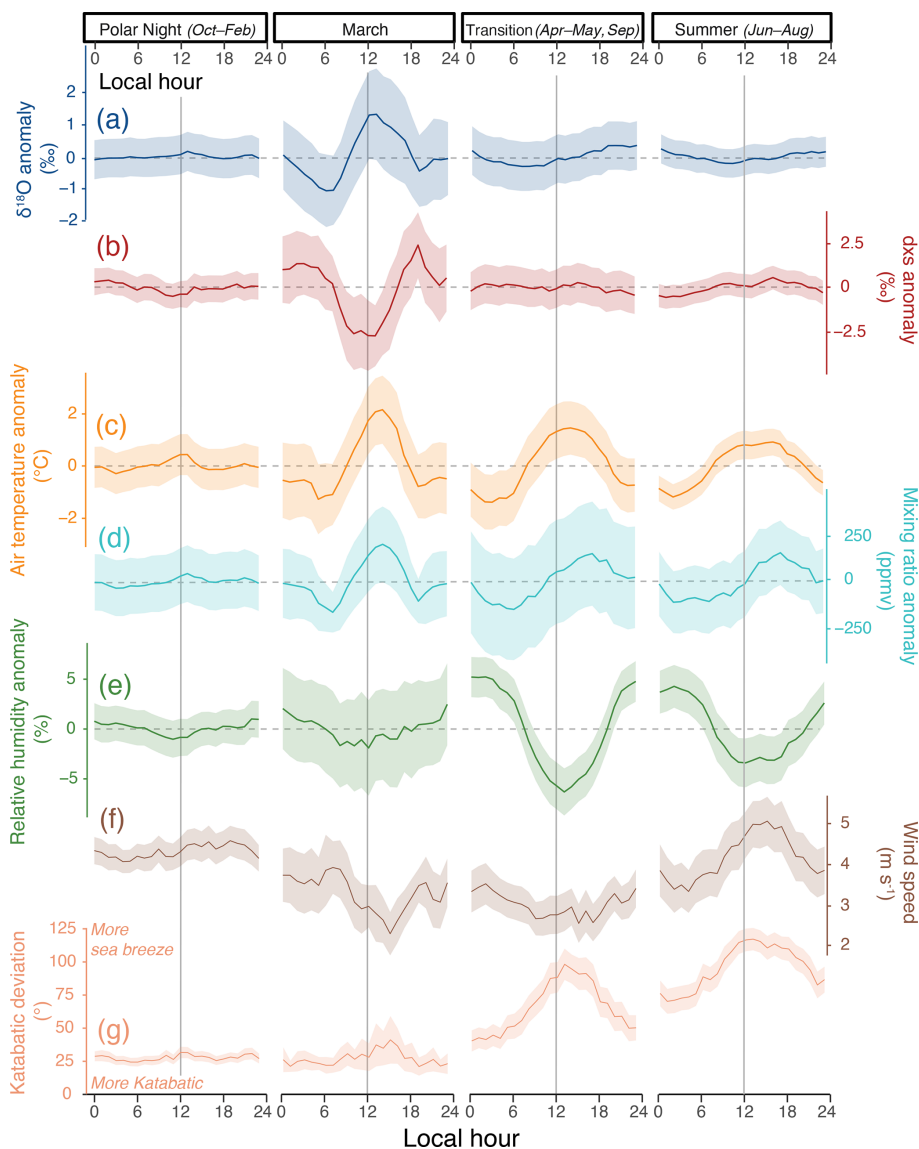 Polar Night (Oct–Feb) March Transition (Apr–May, Sep) Summer (Jun–Aug)
0 6 12 18 24 0 6 12 18 24 0 6 12 18 24 0 6 12 18 24
Local hour
(a)
δ18O anomaly
(‰)
2
1
0
−1
−2
(b)
dxs anomaly
(‰)
2.5
0
−2.5
(c)
Air temperature anomaly
(°C)
2
0
−2
(d)
Mixing ratio anomaly
(ppmv)
250
0
−250
(e)
Relative humidity anomaly
(%)
5
0
−5
(f)
Wind speed
(m s-1)
5
4
3
2
(g)
Katabatic deviation
(°)
125
100
75
50
25
0
More
sea breeze
More Katabatic
0 6 12 18 24 0 6 12 18 24 0 6 12 18 24 0 6 12 18 24
Local hour